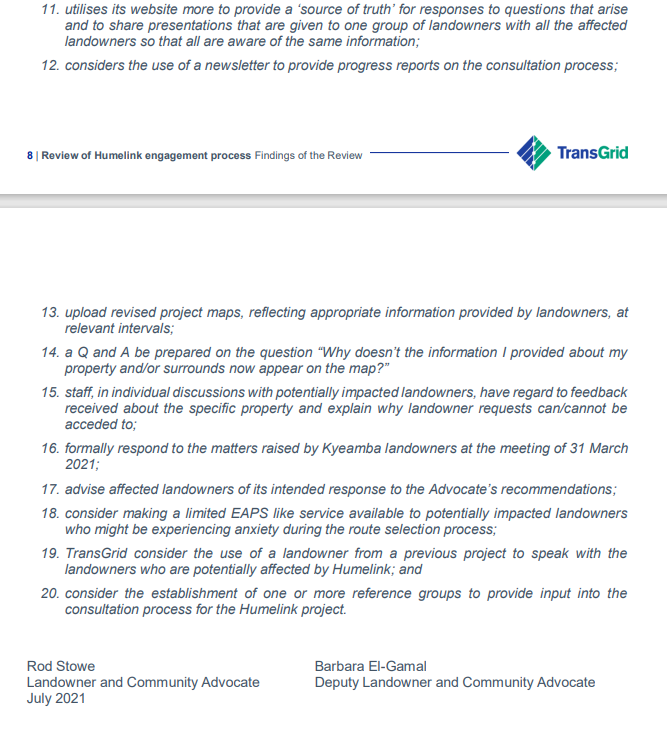 11. utilises its website more to provide a ‘source of truth’ for responses to questions that arise
and to share presentations that are given to one group of landowners with all the affected
landowners so that all are aware of the same information;
12. considers the use of a newsletter to provide progress reports on the consultation process;
8 | Review of Humelink engagement process Findings of the Review
TransGrid
13. upload revised project maps, reflecting appropriate information provided by landowners, at
relevant intervals;
14. a Q and A be prepared on the question “Why doesn’t the information I provided about my
property and/or surrounds now appear on the map?”
15. staff, in individual discussions with potentially impacted landowners, have regard to feedback
received about the specific property and explain why landowner requests can/cannot be
acceded to;
16. formally respond to the matters raised by Kyeamba landowners at the meeting of 31 March
2021;
17. advise affected landowners of its intended response to the Advocate’s recommendations;
18. consider making a limited EAPS like service available to potentially impacted landowners
who might be experiencing anxiety during the route selection process;
19. TransGrid consider the use of a landowner from a previous project to speak with the
landowners who are potentially affected by Humelink; and
20. consider the establishment of one or more reference groups to provide input into the
consultation process for the Humelink project.
Rod Stowe
Landowner and Community Advocate
July 2021
Barbara El-Gamal
Deputy Landowner and Community Advocate